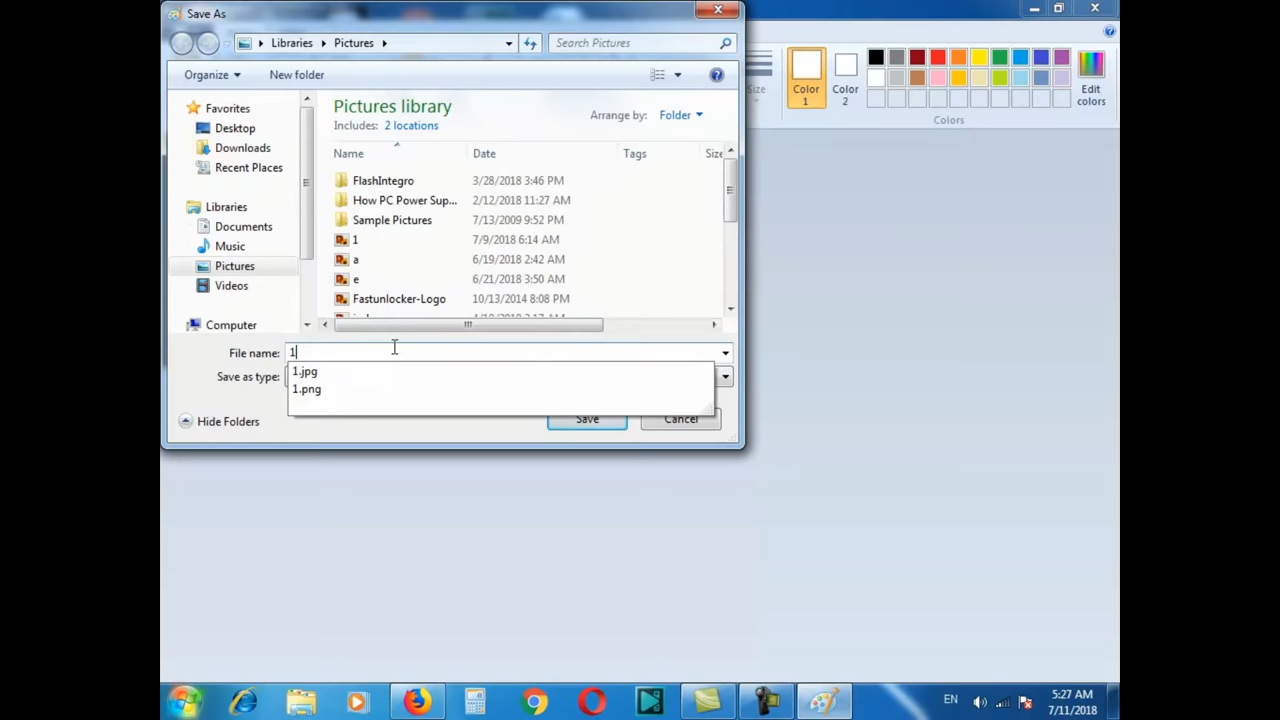 Save As
Libraries
Pictures
Search Pictures
Organize
New folder
Favorites
Desktop
Downloads
Recent Places
Libraries
Documents
Music
Pictures
Videos
Computer
Pictures library
Includes: 2 locations
Arrange by: Folder
Name Date Tags Size
FlashIntegro 3/28/2018 3:46 PM
How PC Power Sup... 2/12/2018 11:27 AM
Sample Pictures 7/13/2009 9:52 PM
1 7/9/2018 6:14 AM
a 6/19/2018 2:42 AM
e 6/21/2018 3:50 AM
Fastunlocker-Logo 10/13/2014 8:08 PM
File name: 1
1.jpg
1.png
Save as type:
Hide Folders
Save
Cancel
Size
Color
1
Color
2
Edit
colors
Colors
EN
5:27 AM
7/11/2018